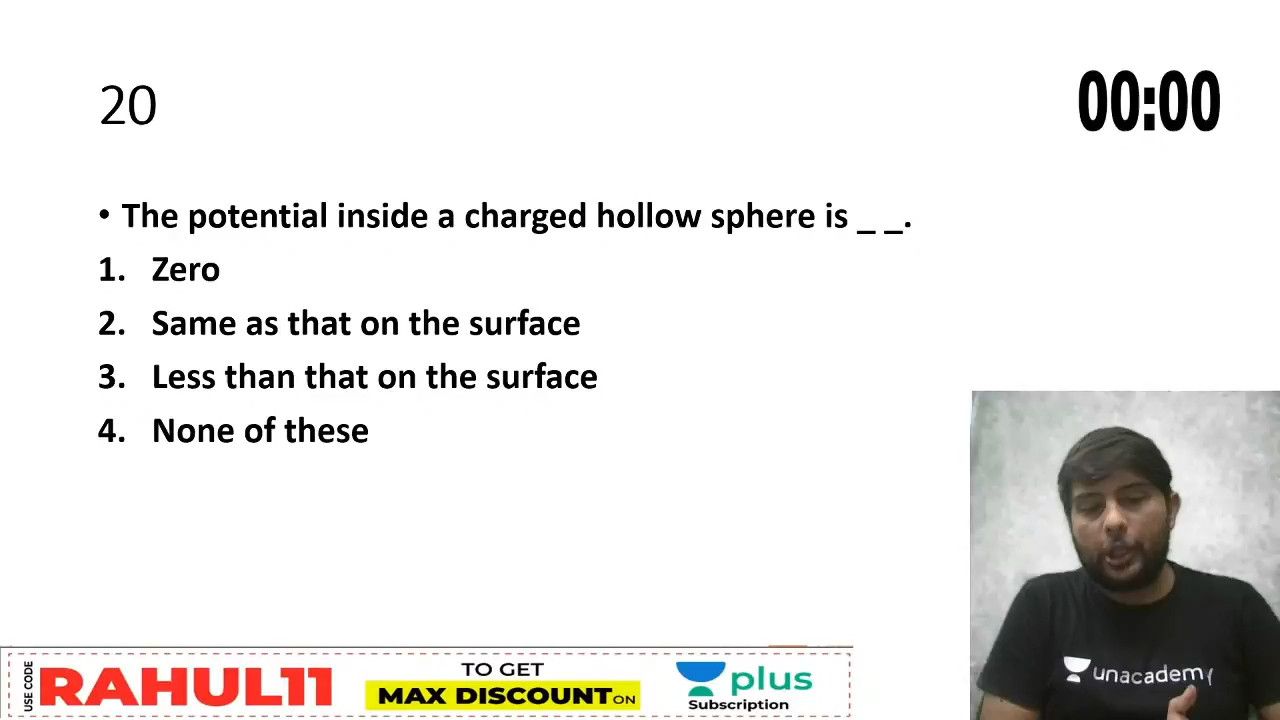 20
00:00
• The potential inside a charged hollow sphere is _ _.
1. Zero
2. Same as that on the surface
3. Less than that on the surface
4. None of these
unacademy
USE CODE
RAHUL11
TO GET
MAX DISCOUNT ON
plus
Subscription